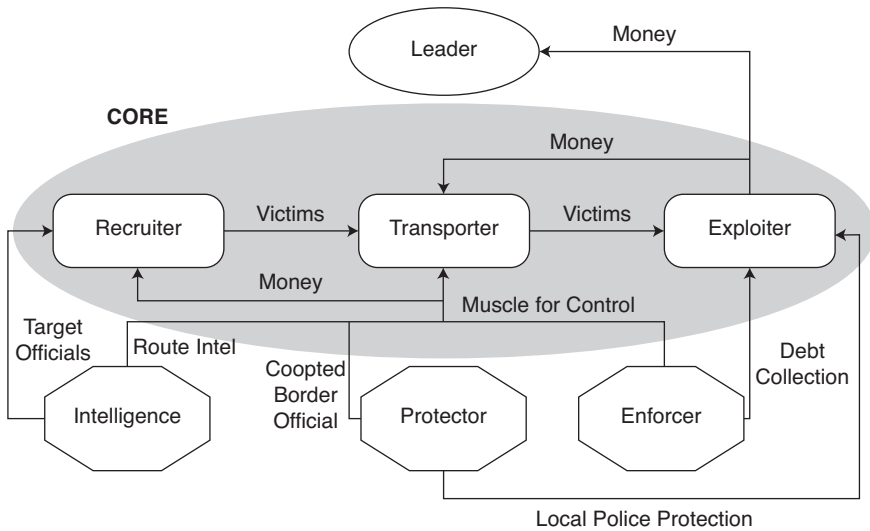 Leader
Money
CORE
Money
Recruiter
Victims
Transporter
Victims
Exploiter
Money
Muscle for Control
Target
Officials
Route Intel
Coopted
Border
Official
Debt
Collection
Intelligence
Protector
Enforcer
Local Police Protection